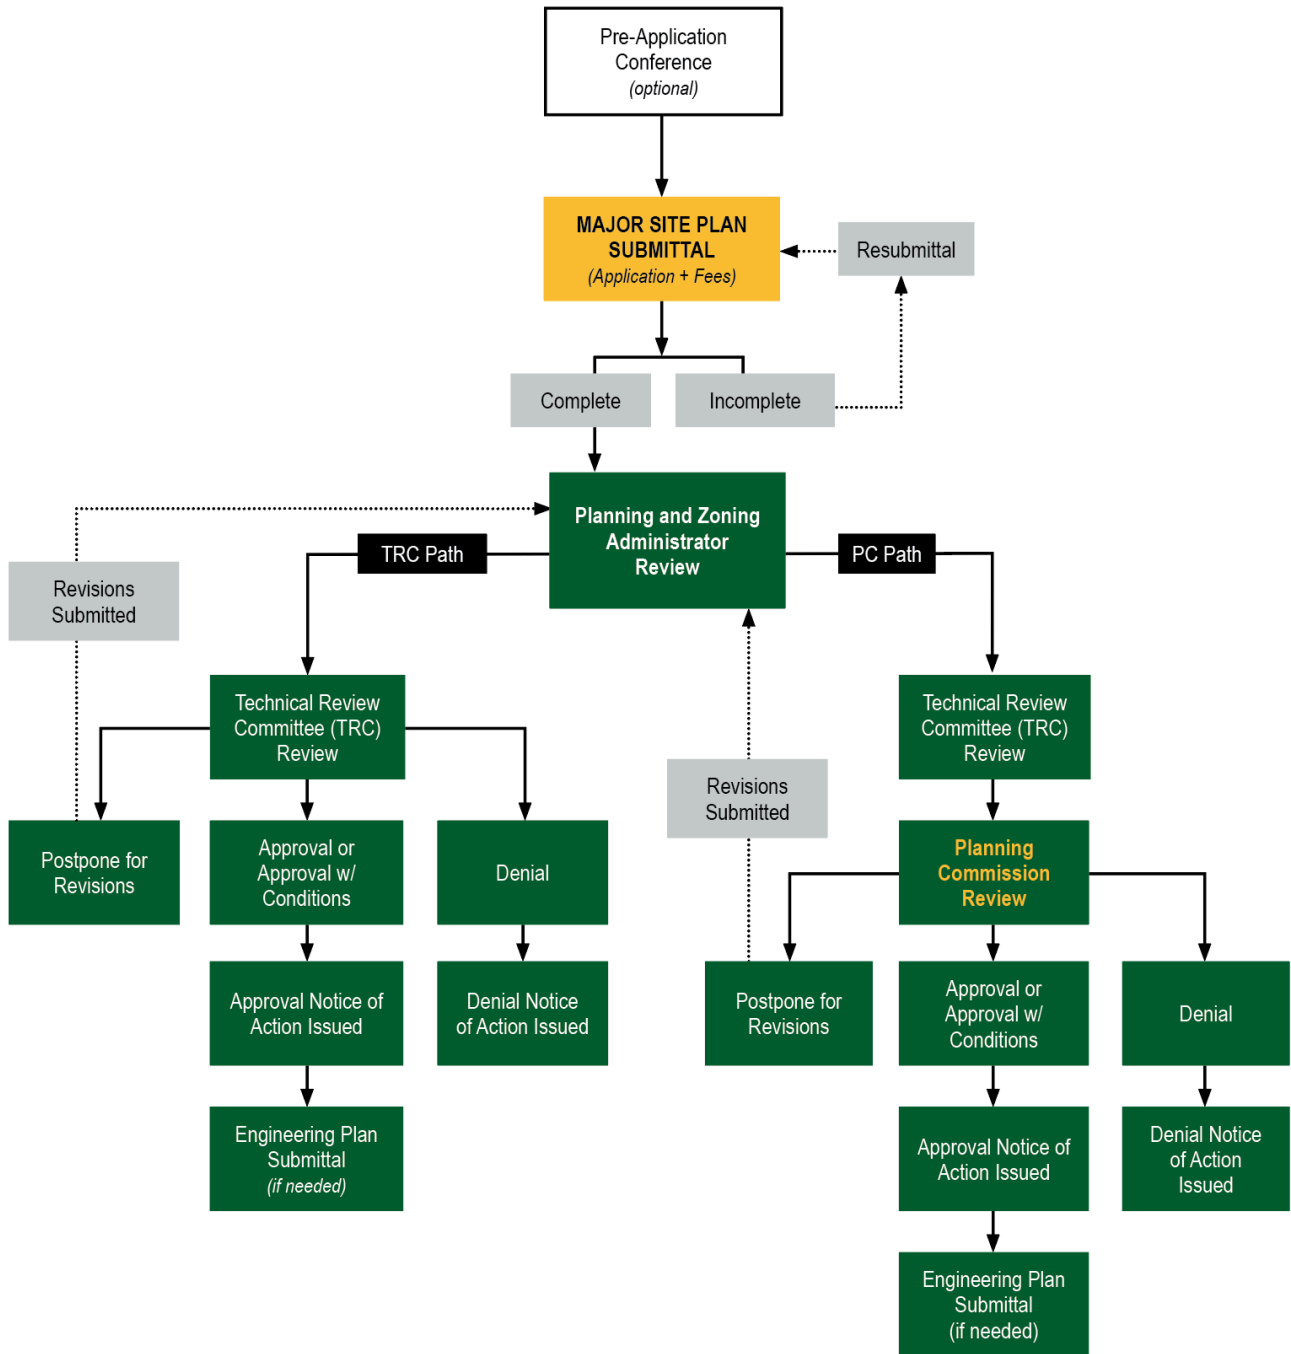 Pre-Application
Conference
(optional)
MAJOR SITE PLAN
SUBMITTAL
(Application + Fees)
Resubmittal
Complete
Incomplete
Planning and Zoning
Administrator
Review
TRC Path
PC Path
Revisions
Submitted
Technical Review
Committee (TRC)
Review
Postpone for
Revisions
Approval or
Approval w/
Conditions
Denial
Approval Notice of
Action Issued
Denial Notice
of Action Issued
Engineering Plan
Submittal
(if needed)
Technical Review
Committee (TRC)
Review
Revisions
Submitted
Planning
Commission
Review
Postpone for
Revisions
Approval or
Approval w/
Conditions
Denial
Approval Notice of
Action Issued
Denial Notice
of Action
Issued
Engineering Plan
Submittal
(if needed)